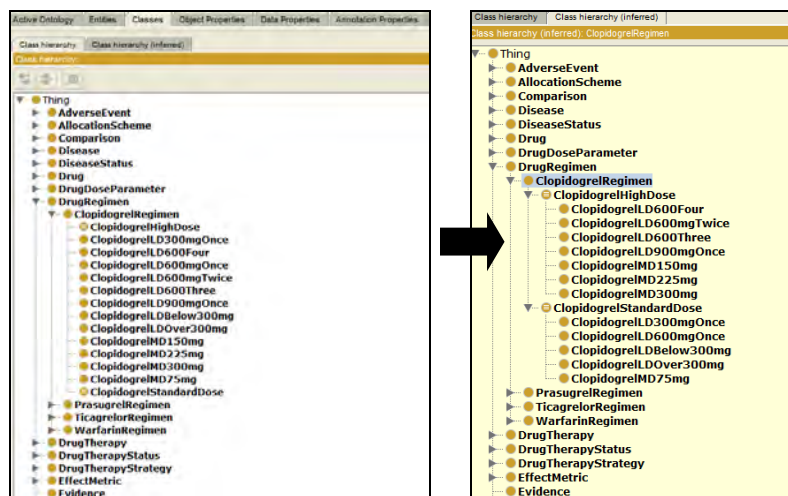 Active Ontology Entities Classes Object Properties Data Properties Annotation Properties
Class hierarchy Class hierarchy (inferred)
Class hierarchy:
Thing
AdverseEvent
AllocationScheme
Comparison
Disease
DiseaseStatus
Drug
DrugDoseParameter
DrugRegimen
ClopidogrelRegimen
ClopidogrelHighDose
ClopidogrelLD300mgOnce
ClopidogrelLD600Four
ClopidogrelLD600mgOnce
ClopidogrelLD600mgTwice
ClopidogrelLD600Three
ClopidogrelLD900mgOnce
ClopidogrelLDBelow300mg
ClopidogrelLDOver300mg
ClopidogrelMD150mg
ClopidogrelMD225mg
ClopidogrelMD300mg
ClopidogrelMD75mg
ClopidogrelStandardDose
PrasugrelRegimen
TicagrelorRegimen
WarfarinRegimen
DrugTherapy
DrugTherapyStatus
DrugTherapyStrategy
EffectMetric
Evidence
Class hierarchy Class hierarchy (inferred)
Class hierarchy (inferred): ClopidogrelRegimen
Thing
AdverseEvent
AllocationScheme
Comparison
Disease
DiseaseStatus
Drug
DrugDoseParameter
DrugRegimen
ClopidogrelRegimen
ClopidogrelHighDose
ClopidogrelLD600Four
ClopidogrelLD600mgTwice
ClopidogrelLD600Three
ClopidogrelLD900mgOnce
ClopidogrelMD150mg
ClopidogrelMD225mg
ClopidogrelMD300mg
ClopidogrelStandardDose
ClopidogrelLD300mgOnce
ClopidogrelLD600mgOnce
ClopidogrelLDBelow300mg
ClopidogrelLDOver300mg
ClopidogrelMD75mg
PrasugrelRegimen
TicagrelorRegimen
WarfarinRegimen
DrugTherapy
DrugTherapyStatus
DrugTherapyStrategy
EffectMetric
Evidence